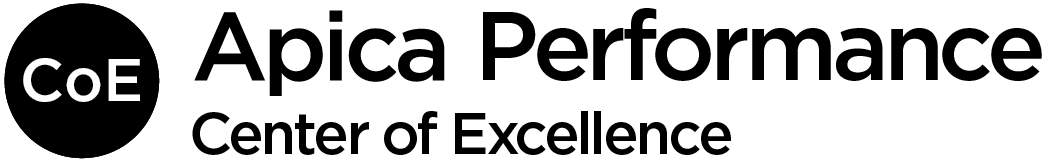 CoE
Apica Performance
Center of Excellence